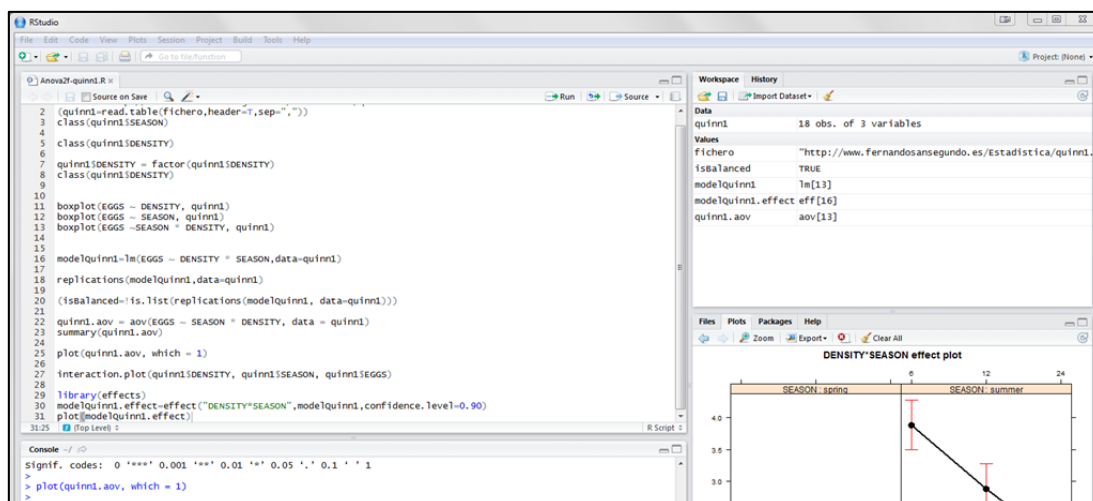 RStudio
File Edit Code View Plots Session Project Build Tools Help
Go to file/function
Project: (None)
Anova2f-quinn1.R
Source on Save
Run
Source
2 (quinn1=read.table(fichero,header=T,sep=","))
3 class(quinn1$SEASON)
4
5 class(quinn1$DENSITY)
6
7 quinn1$DENSITY = factor(quinn1$DENSITY)
8 class(quinn1$DENSITY)
9
10
11 boxplot(EGGS ~ DENSITY, quinn1)
12 boxplot(EGGS ~ SEASON, quinn1)
13 boxplot(EGGS ~SEASON * DENSITY, quinn1)
14
15
16 modelQuinn1=lm(EGGS ~ DENSITY * SEASON,data=quinn1)
17
18 replications(modelQuinn1,data=quinn1)
19
20 (isBalanced=!is.list(replications(modelQuinn1, data=quinn1)))
21
22 quinn1.aov = aov(EGGS ~ SEASON * DENSITY, data = quinn1)
23 summary(quinn1.aov)
24
25 plot(quinn1.aov, which = 1)
26
27 interaction.plot(quinn1$DENSITY, quinn1$SEASON, quinn1$EGGS)
28
29 library(effects)
30 modelQuinn1.effect=effect("DENSITY*SEASON",modelQuinn1,confidence.level=0.90)
31 plot(modelQuinn1.effect)
31:25 (Top Level) R Script
Console ~/
Signif. codes: 0 ‘***’ 0.001 ‘**’ 0.01 ‘*’ 0.05 ‘.’ 0.1 ‘ ’ 1
>
> plot(quinn1.aov, which = 1)
>
Workspace History
Import Dataset
Data
quinn1 18 obs. of 3 variables
Values
fichero "http://www.fernandosansegundo.es/Estadistica/quinn1.
isBalanced TRUE
modelQuinn1 lm[13]
modelQuinn1.effect eff[16]
quinn1.aov aov[13]
Files Plots Packages Help
Zoom Export Clear All
DENSITY*SEASON effect plot
6 12 24
SEASON : spring SEASON : summer
4.0
3.5
3.0